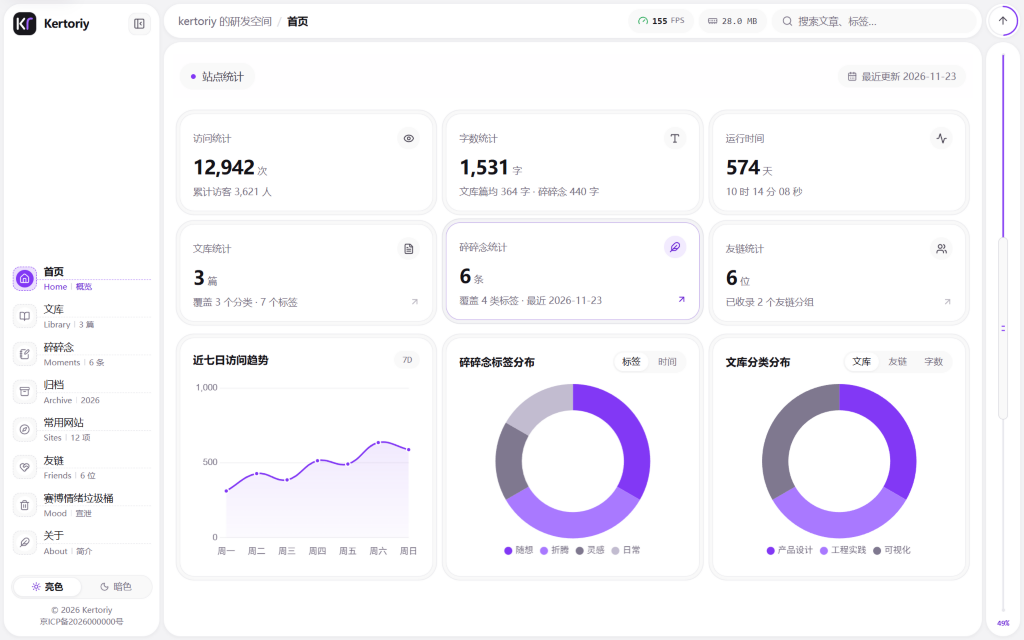 Kertoriy
首页
Home | 概览
文库
Library | 3 篇
碎碎念
Moments | 6 条
归档
Archive | 2026
常用网站
Sites | 12 项
友链
Friends | 6 位
赛博情绪垃圾桶
Mood | 宣泄
关于
About | 简介
亮色 暗色
© 2026 Kertoriy
京ICP备2026000000号
kertoriy 的研发空间 / 首页
155 FPS
28.0 MB
搜索文章、标签...
站点统计
最近更新 2026-11-23
访问统计
12,942 次
累计访客 3,621 人
字数统计
1,531 字
文库篇均 364 字 · 碎碎念 440 字
运行时间
574 天
10 时 14 分 08 秒
文库统计
3 篇
覆盖 3 个分类 · 7 个标签
碎碎念统计
6 条
覆盖 4 类标签 · 最近 2026-11-23
友链统计
6 位
已收录 2 个友链分组
近七日访问趋势
7D
1,000
500
0
周一 周二 周三 周四 周五 周六 周日
碎碎念标签分布
标签 时间
随想 折腾 灵感 日常
文库分类分布
文库 友链 字数
产品设计 工程实践 可视化
49%